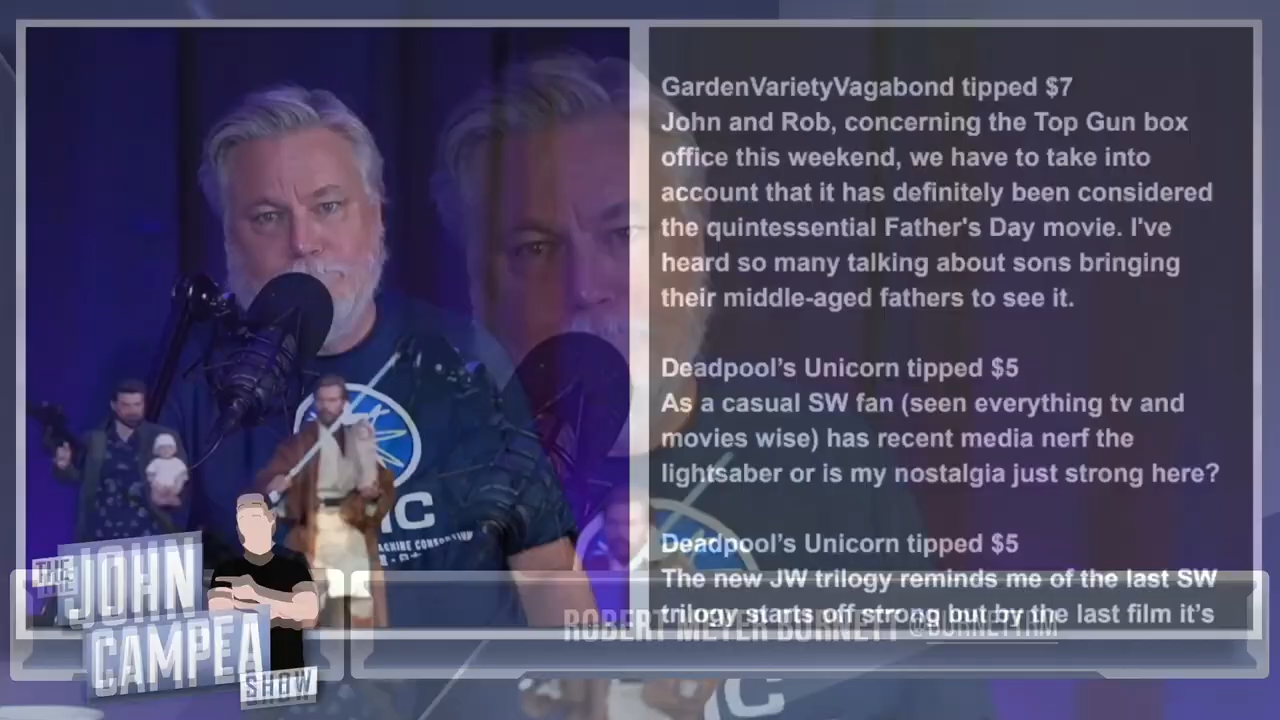 GardenVarietyVagabond tipped $7
John and Rob, concerning the Top Gun box
office this weekend, we have to take into
account that it has definitely been considered
the quintessential Father's Day movie. I've
heard so many talking about sons bringing
their middle-aged fathers to see it.
Deadpool's Unicorn tipped $5
As a casual SW fan (seen everything tv and
movies wise) has recent media nerf the
lightsaber or is my nostalgia just strong here?
Deadpool's Unicorn tipped $5
The new JW trilogy reminds me of the last SW
trilogy starts off strong but by the last film it's
ROBERT MEYER BURNETT @BURNETTRM
THE
JOHN
CAMPEA
SHOW